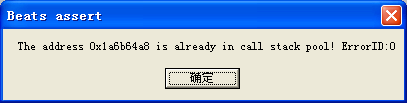 Beats assert
The address 0x1a6b64a8 is already in call stack pool! ErrorID:0
确定